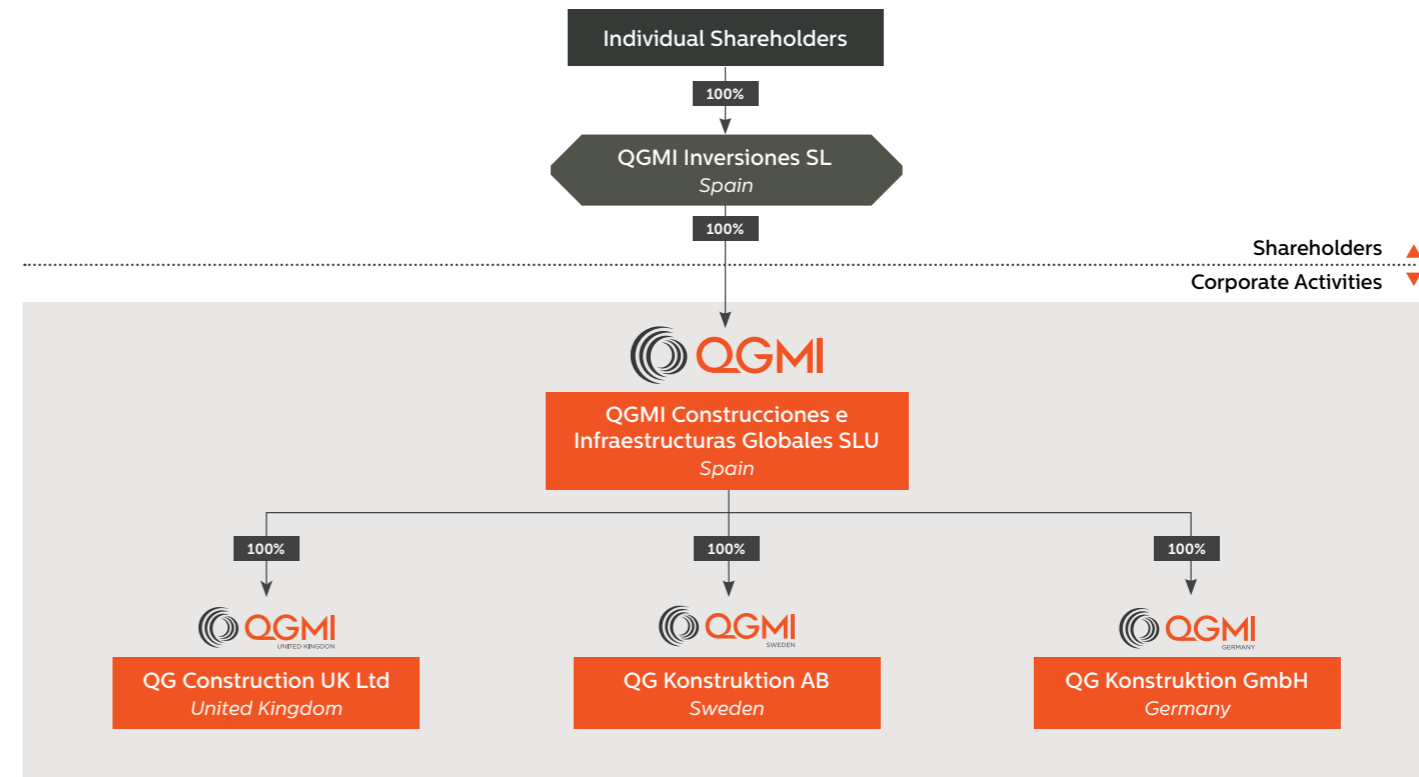 Individual Shareholders
100%
QGMI Inversiones SL
Spain
100%
Shareholders
Corporate Activities
QGMI
QGMI Construcciones e
Infraestructuras Globales SLU
Spain
100%
100%
100%
QGMI
UNITED KINGDOM
QG Construction UK Ltd
United Kingdom
QGMI
SWEDEN
QG Konstruktion AB
Sweden
QGMI
GERMANY
QG Konstruktion GmbH
Germany